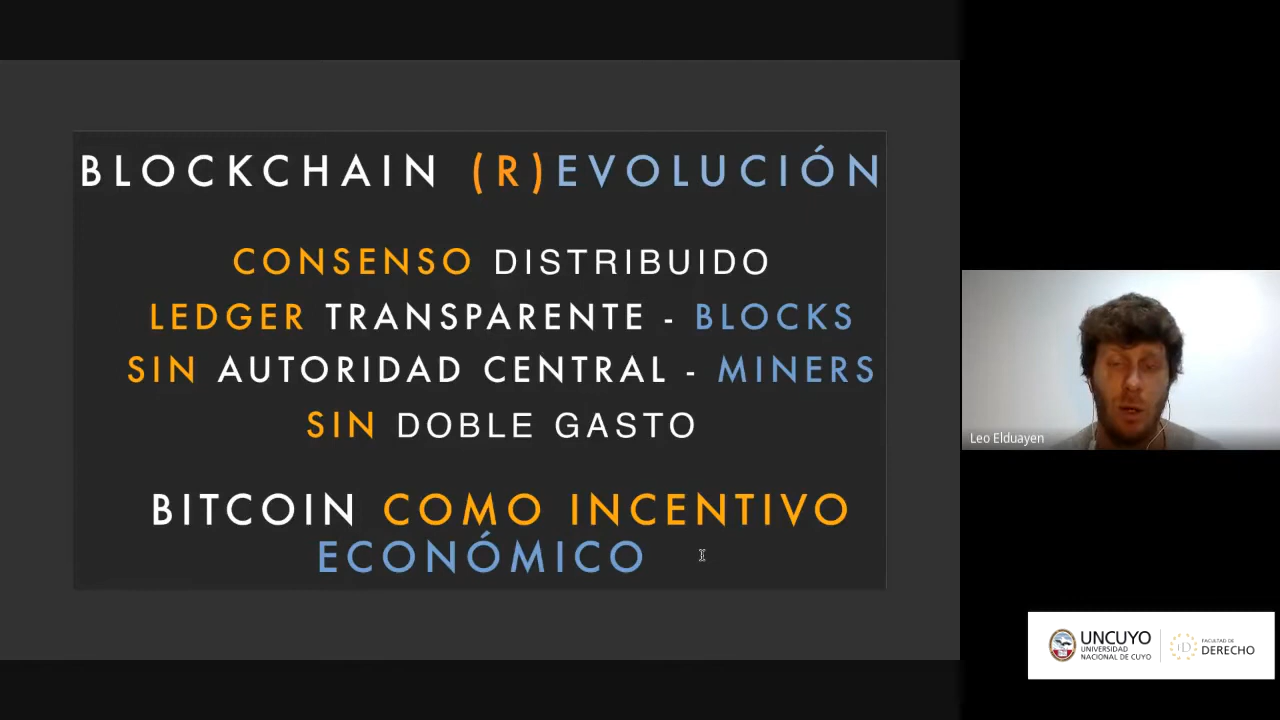 BLOCKCHAIN (R)EVOLUCIÓN
CONSENSO DISTRIBUIDO
LEDGER TRANSPARENTE - BLOCKS
SIN AUTORIDAD CENTRAL - MINERS
SIN DOBLE GASTO
BITCOIN COMO INCENTIVO
ECONÓMICO
Leo Elduayen
UNCUYO
UNIVERSIDAD
NACIONAL DE CUYO
FACULTAD DE
DERECHO